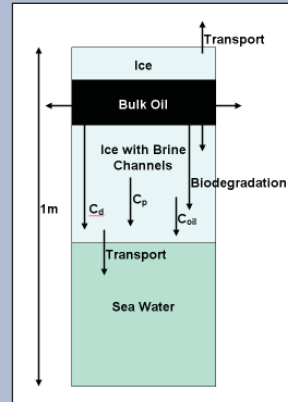 Transport
Ice
Bulk Oil
Ice with Brine
Channels
Biodegradation
1m
Cp
Cd
Coil
Transport
Sea Water